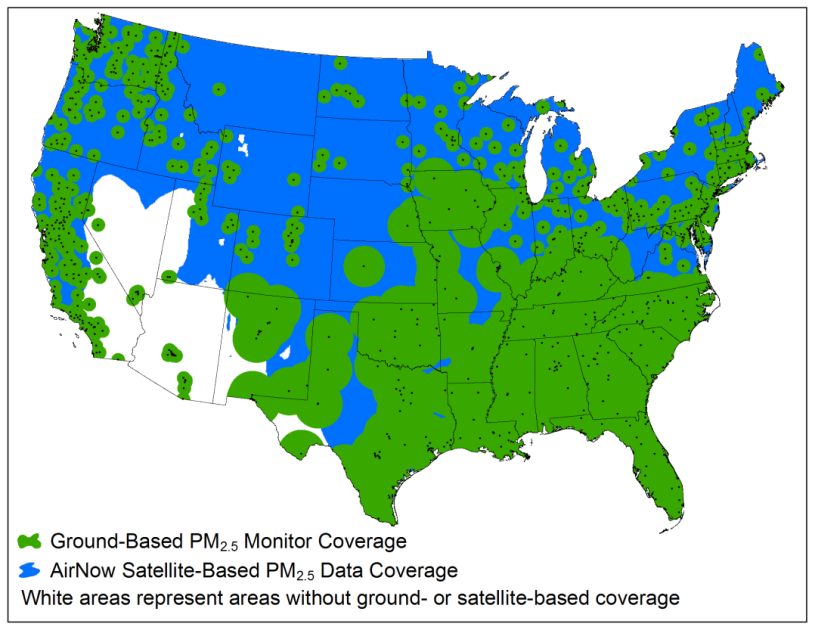 Ground-Based PM2.5 Monitor Coverage
AirNow Satellite-Based PM2.5 Data Coverage
White areas represent areas without ground- or satellite-based coverage